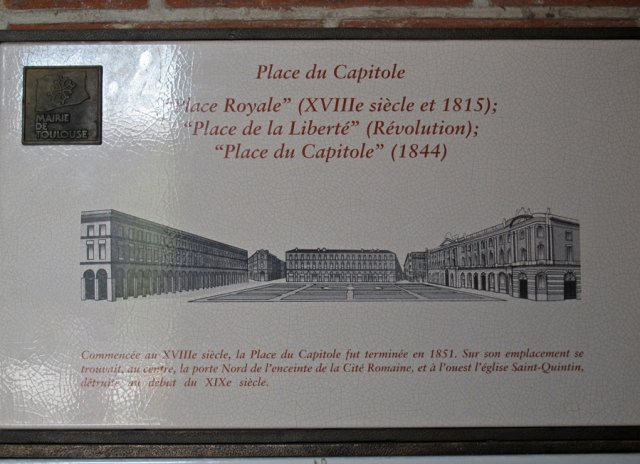 MAIRIE
DE
TOULOUSE
Place du Capitole
"Place Royale" (XVIIIe siècle et 1815);
"Place de la Liberté" (Révolution);
"Place du Capitole" (1844)
Commencée au XVIIIe siècle, la Place du Capitole fut terminée en 1851. Sur son emplacement se
trouvait, au centre, la porte Nord de l'enceinte de la Cité Romaine, et à l'ouest l'église Saint-Quintin,
détruite au début du XIXe siècle.